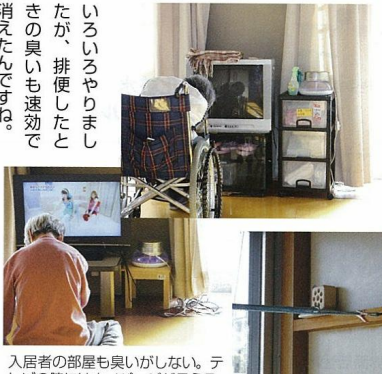 いろいろやりまし
たが、排便したと
きの臭いも速効で
消えたんですね。
入居者の部屋も臭いがしない。テ